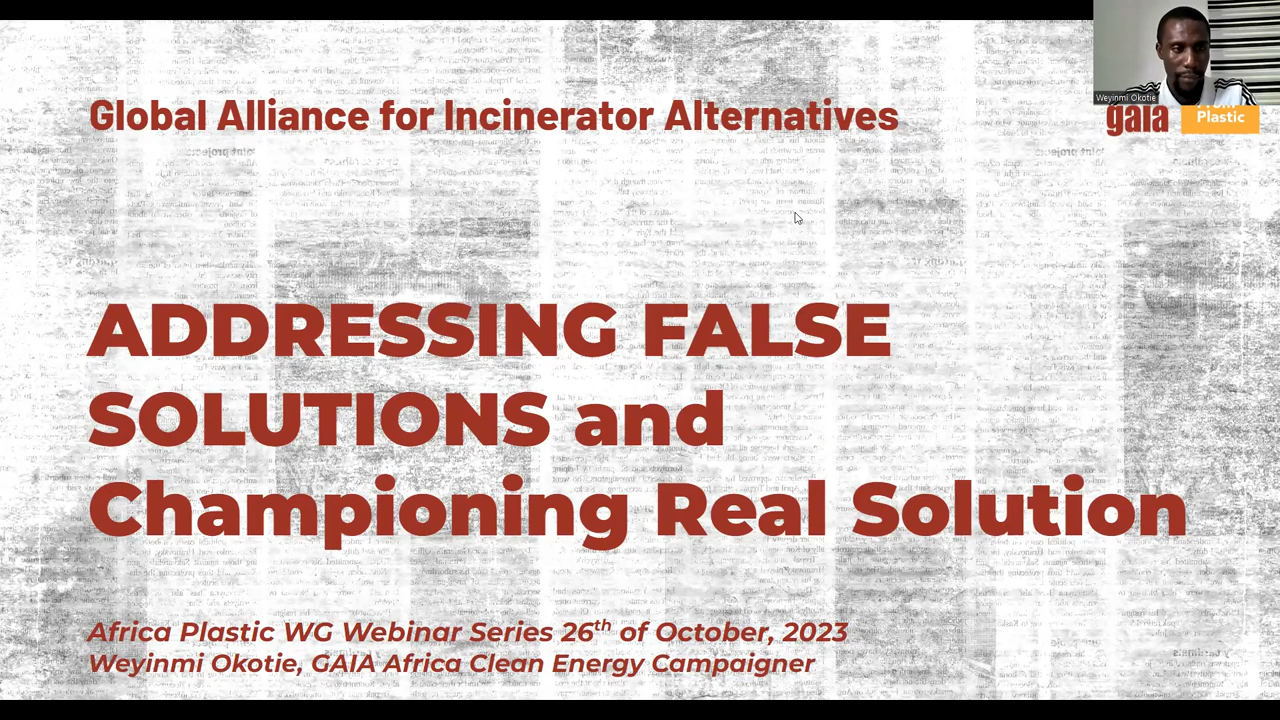 Global Alliance for Incinerator Alternatives
Weyinmi Okotie
gaia
Plastic
ADDRESSING FALSE
SOLUTIONS and
Championing Real Solution
Africa Plastic WG Webinar Series 26th of October, 2023
Weyinmi Okotie, GAIA Africa Clean Energy Campaigner